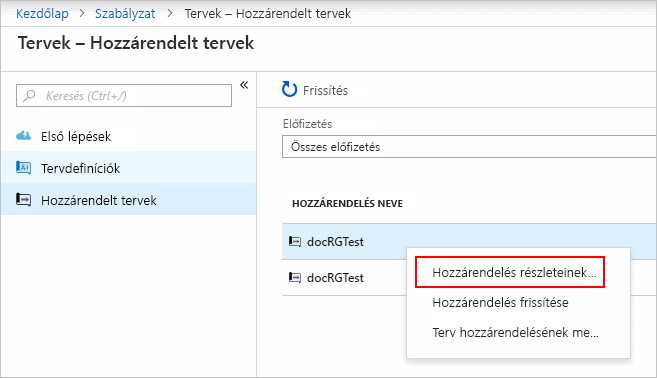 Kezdőlap > Szabályzat > Tervek – Hozzárendelt tervek
Tervek – Hozzárendelt tervek
Keresés (Ctrl+/)
«
Első lépések
Tervdefiníciók
Hozzárendelt tervek
Frissítés
Előfizetés
Összes előfizetés
HOZZÁRENDELÉS NEVE
docRGTest
docRGTest
Hozzárendelés részleteinek...
Hozzárendelés frissítése
Terv hozzárendelésének me...